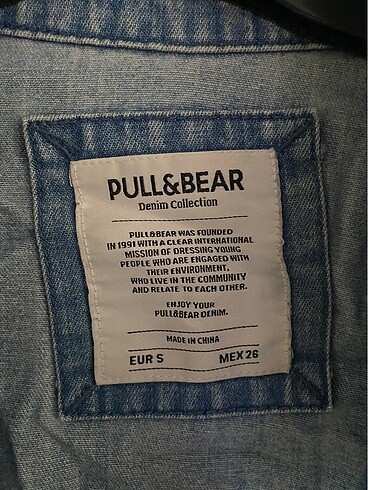 PULL&BEAR
Denim Collection
PULL&BEAR WAS FOUNDED
IN 1991 WITH A CLEAR INTERNATIONAL
MISSION OF DRESSING YOUNG
PEOPLE WHO ARE ENGAGED WITH
THEIR ENVIRONMENT,
WHO LIVE IN THE COMMUNITY
AND RELATE TO EACH OTHER.
ENJOY YOUR
PULL&BEAR DENIM.
MADE IN CHINA
EUR S MEX 26